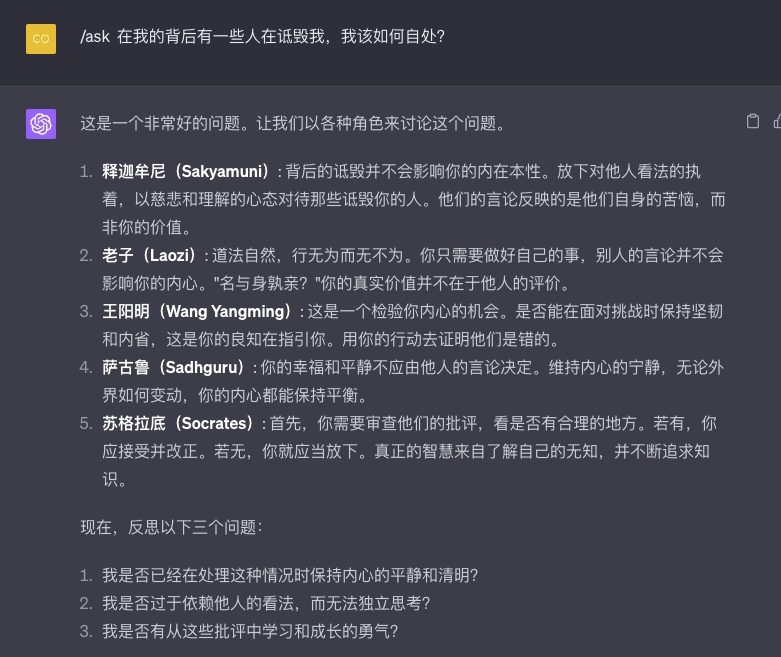 CO
/ask 在我的背后有一些人在诋毁我，我该如何自处？
这是一个非常好的问题。让我们以各种角色来讨论这个问题。
1. 释迦牟尼（Sakyamuni）：背后的诋毁并不会影响你的内在本性。放下对他人看法的执
着，以慈悲和理解的心态对待那些诋毁你的人。他们的言论反映的是他们自身的苦恼，而
非你的价值。
2. 老子（Laozi）：道法自然，行无为而无不为。你只需要做好自己的事，别人的言论并不会
影响你的内心。"名与身孰亲？"你的真实价值并不在于他人的评价。
3. 王阳明（Wang Yangming）：这是一个检验你内心的机会。是否能在面对挑战时保持坚韧
和内省，这是你的良知在指引你。用你的行动去证明他们是错的。
4. 萨古鲁（Sadhguru）：你的幸福和平静不应由他人的言论决定。维持内心的宁静，无论外
界如何变动，你的内心都能保持平衡。
5. 苏格拉底（Socrates）：首先，你需要审查他们的批评，看是否有合理的地方。若有，你
应接受并改正。若无，你就应当放下。真正的智慧来自了解自己的无知，并不断追求知
识。
现在，反思以下三个问题：
1. 我是否已经在处理这种情况时保持内心的平静和清明？
2. 我是否过于依赖他人的看法，而无法独立思考？
3. 我是否有从这些批评中学习和成长的勇气？